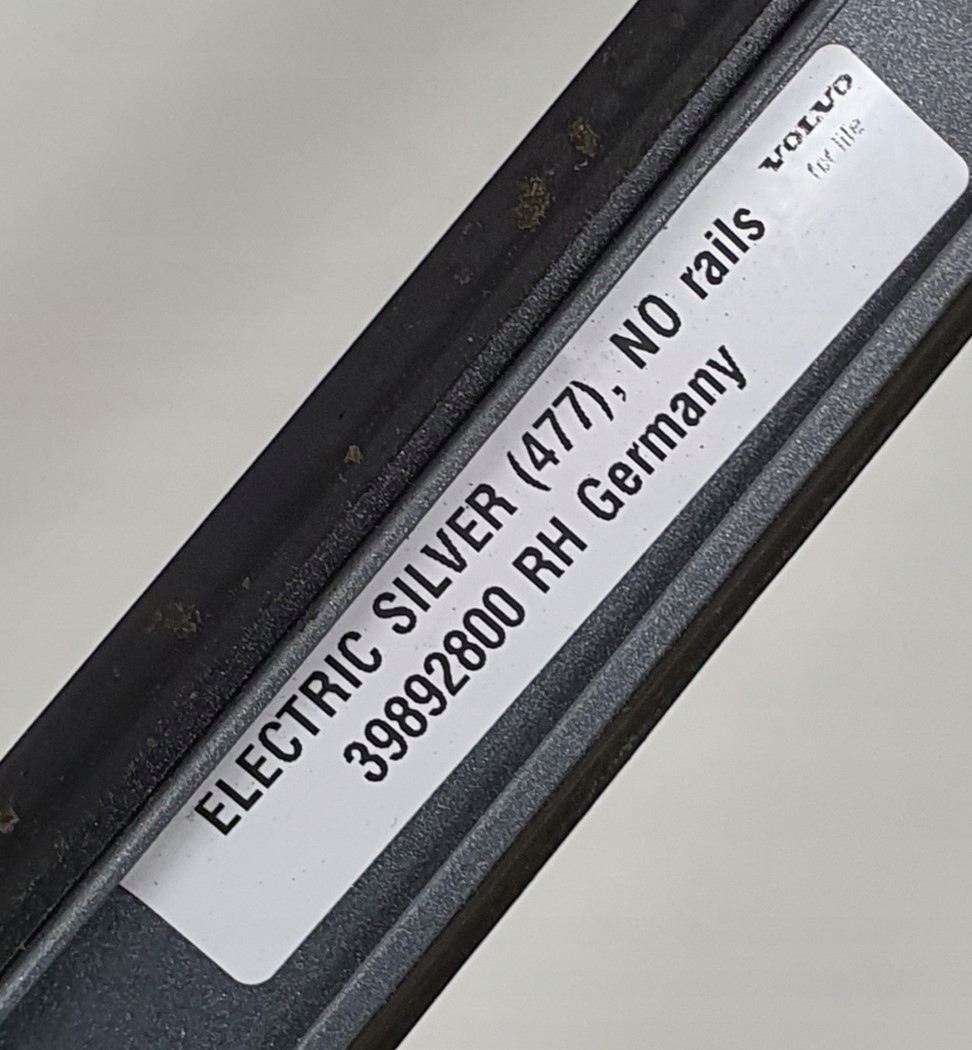 VOLVO
for life
ELECTRIC SILVER (477), NO rails
39892800 RH Germany